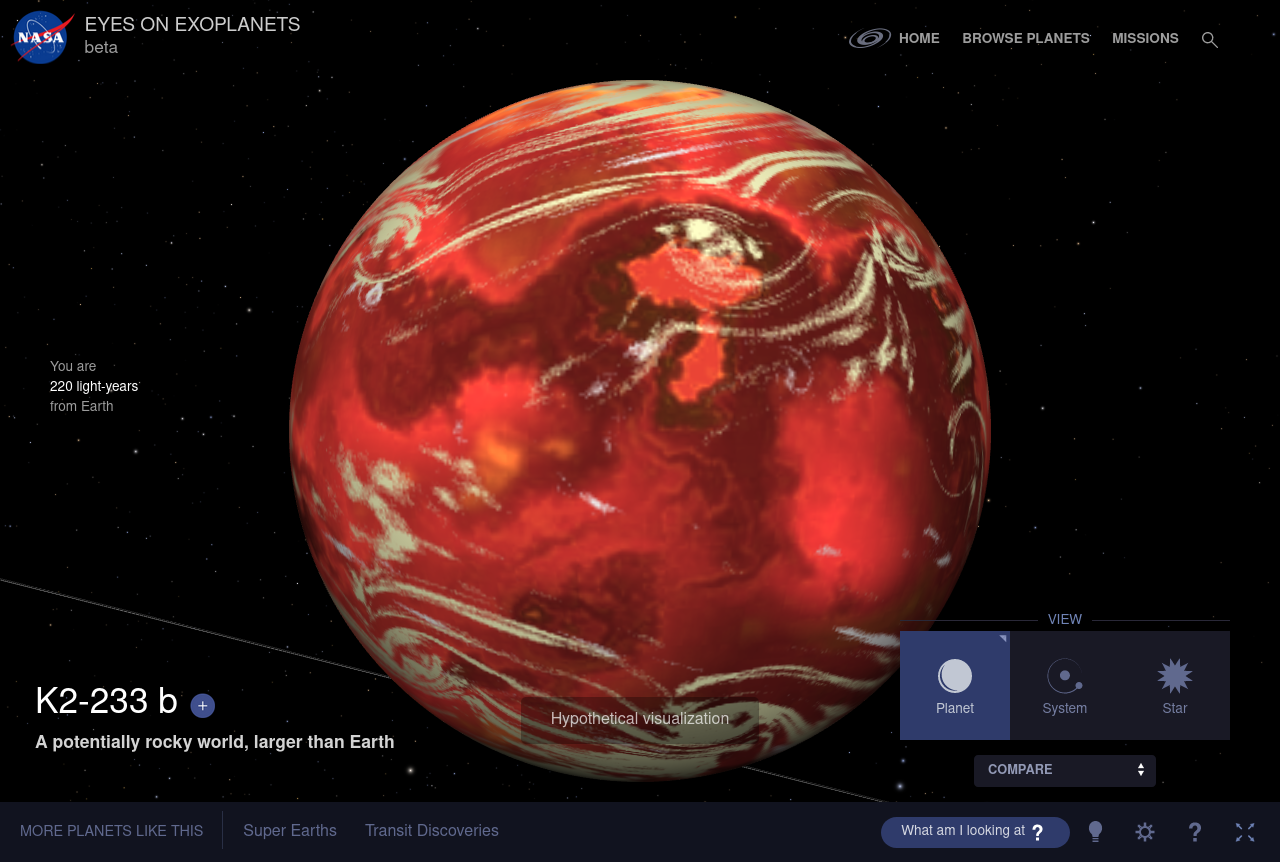 NASA
EYES ON EXOPLANETS
beta
HOME
BROWSE PLANETS
MISSIONS
You are
220 light-years
from Earth
VIEW
Planet
System
Star
K2-233 b +
A potentially rocky world, larger than Earth
Hypothetical visualization
COMPARE
MORE PLANETS LIKE THIS
Super Earths
Transit Discoveries
What am I looking at ?
?